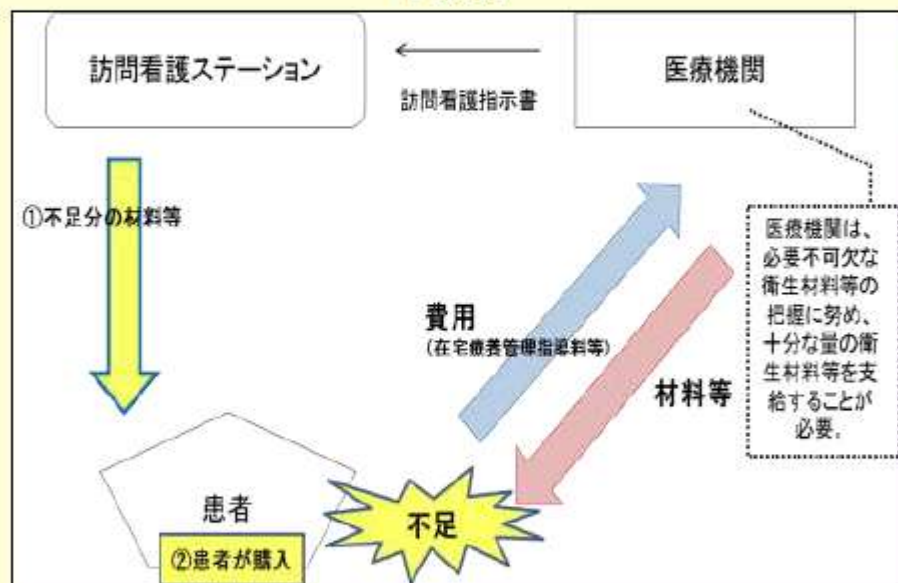 訪問看護ステーション
医療機関
訪問看護指示書
①不足分の材料等
医療機関は、
必要不可欠な
衛生材料等の
把握に努め、
十分な量の衛
生材料等を支
給することが
必要。
費用
(在宅療養管理指導料等)
材料等
患者
不足
②患者が購入